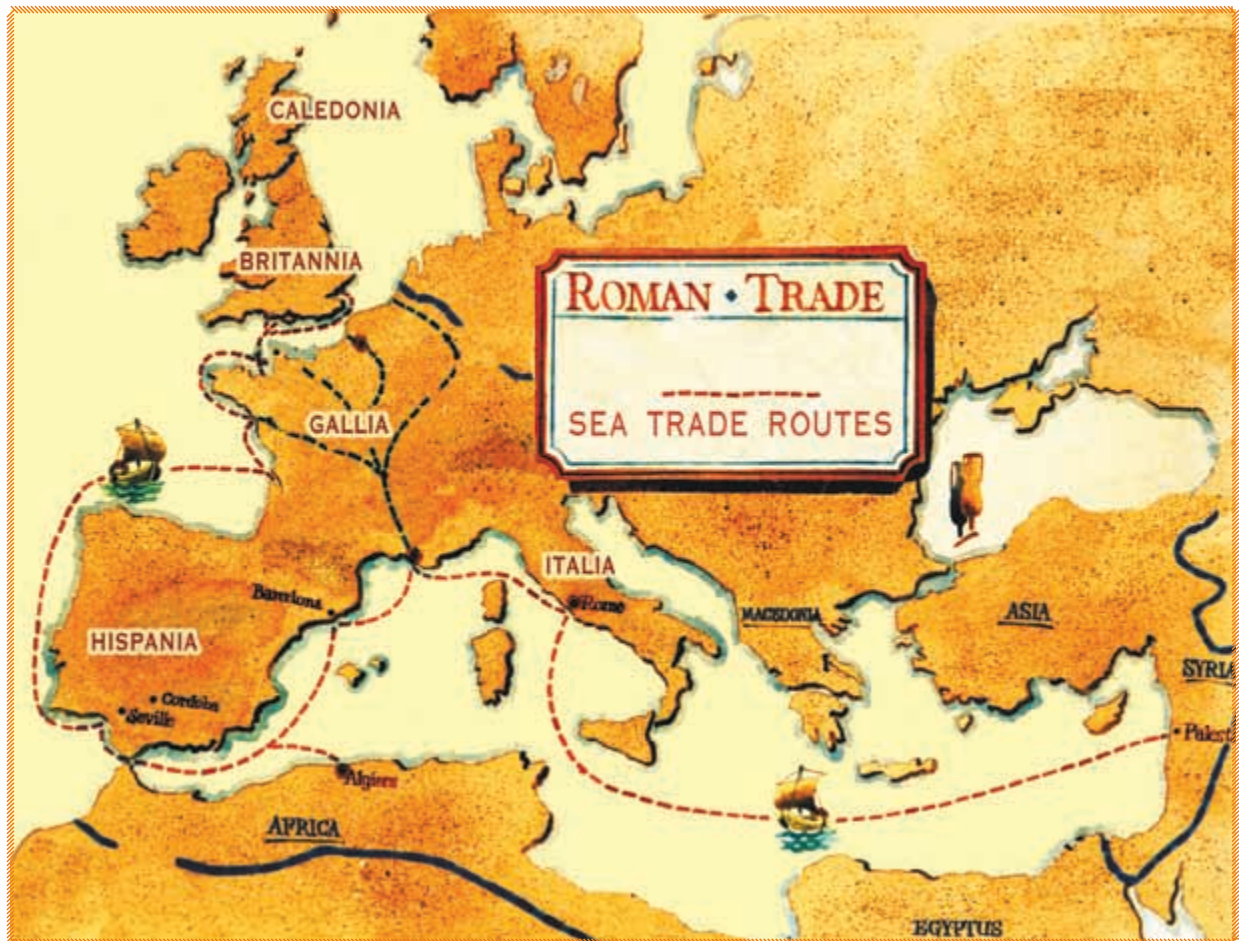 CALEDONIA
BRITANNIA
ROMAN • TRADE
SEA TRADE ROUTES
GALLIA
ITALIA
Barcelona
Rome
MACEDONIA
ASIA
HISPANIA
SYRIA
Cordoba
Seville
Palest
Algiers
AFRICA
EGYPTUS